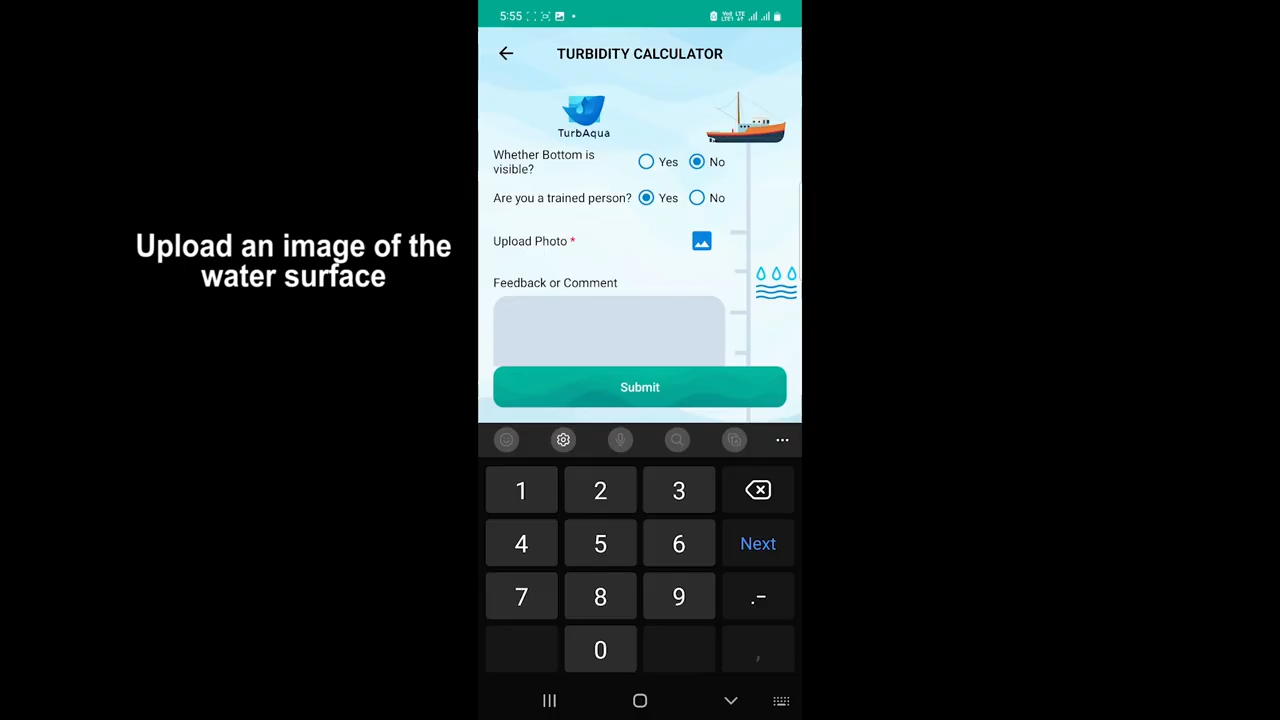 5:55
TURBIDITY CALCULATOR
TurbAqua
Whether Bottom is
visible?
Yes
No
Are you a trained person?
Yes
No
Upload an image of the
water surface
Upload Photo *
Feedback or Comment
Submit
1 2 3
4 5 6 Next
7 8 9 .-
0 ,